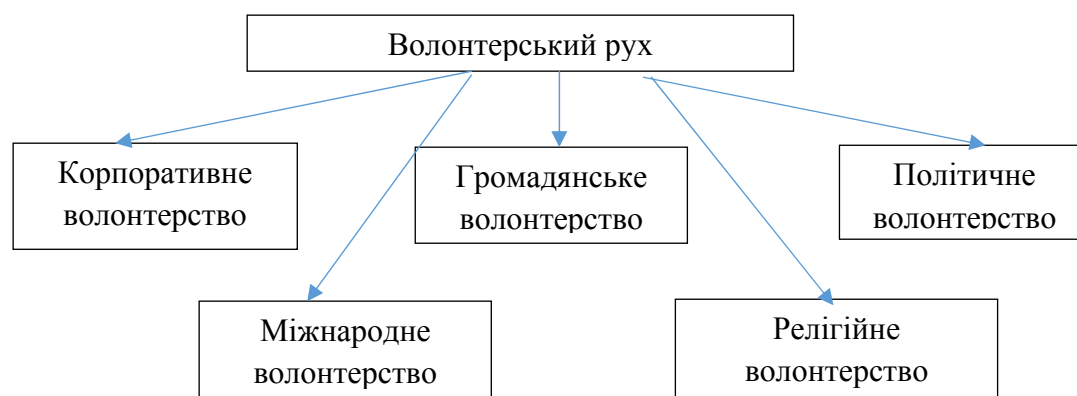 Волонтерський рух
Корпоративне
волонтерство
Громадянське
волонтерство
Політичне
волонтерство
Міжнародне
волонтерство
Релігійне
волонтерство